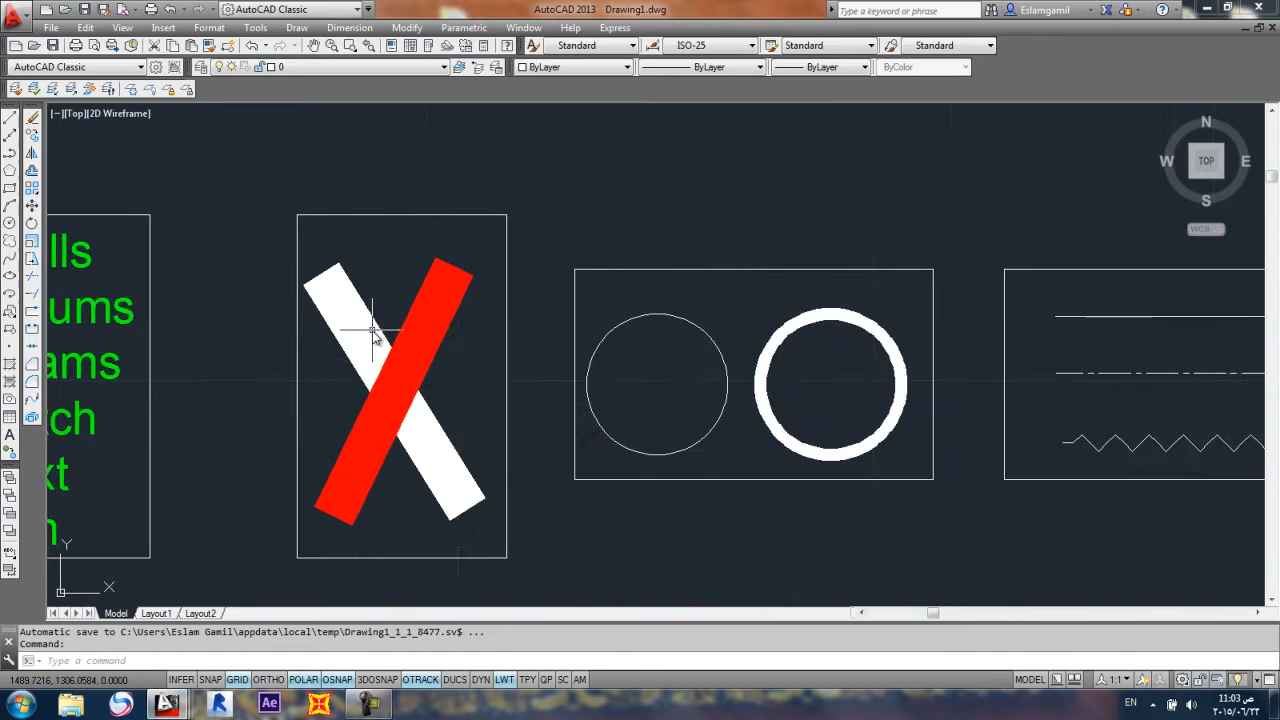 AutoCAD Classic
AutoCAD 2013 Drawing1.dwg
Type a keyword or phrase
Eslamgamil
File Edit View Insert Format Tools Draw Dimension Modify Parametric Window Help Express
Standard ISO-25 Standard Standard
AutoCAD Classic 0 ByLayer ByLayer ByLayer ByColor
[−][Top][2D Wireframe]
N
W TOP E
S
WCS
lls
ums
ams
ch
xt
n
Y
X
Model Layout1 Layout2
Automatic save to C:\Users\Eslam Gamil\appdata\local\temp\Drawing1_1_1_8477.sv$ ...
Command:
Type a command
1489.7216, 1306.0584, 0.0000 INFER SNAP GRID ORTHO POLAR OSNAP 3DOSNAP OTRACK DUCS DYN LWT TPY QP SC AM MODEL 1:1
Ae EN
11:03 ص
٢٠١٥/٠٦/٢٣